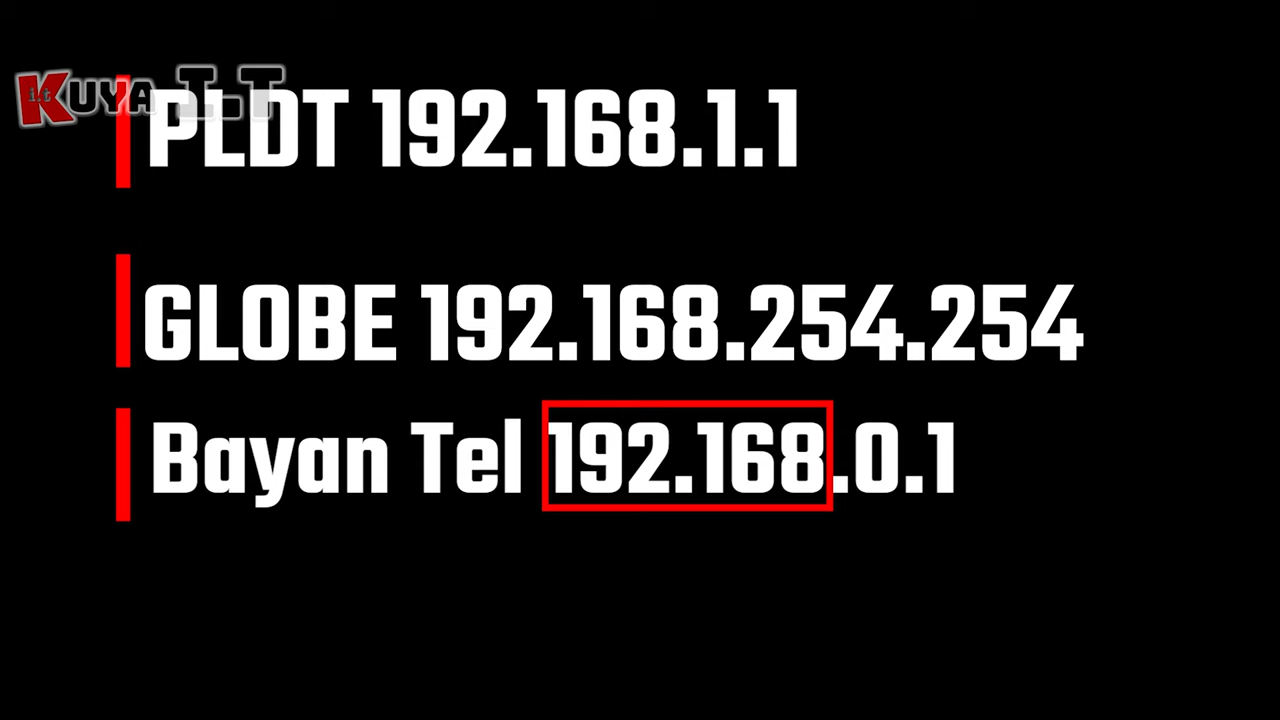 KUYA I.T
i.t
PLDT 192.168.1.1
GLOBE 192.168.254.254
Bayan Tel 192.168.0.1